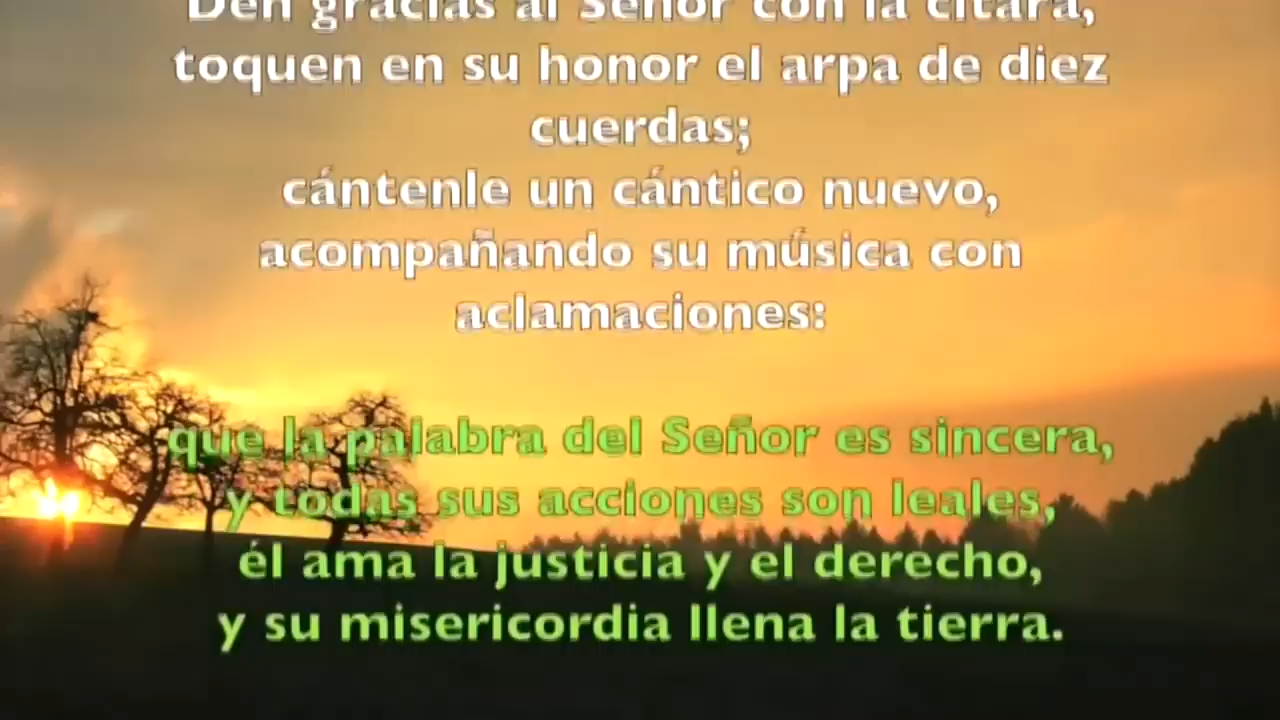 Den gracias al Señor con la cítara,
toquen en su honor el arpa de diez
cuerdas;
cántenle un cántico nuevo,
acompañando su música con
aclamaciones:
que la palabra del Señor es sincera,
y todas sus acciones son leales,
él ama la justicia y el derecho,
y su misericordia llena la tierra.